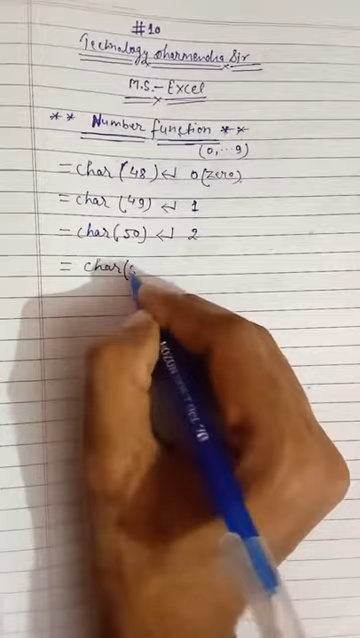 #10
Technology Dharmendra Sir
M.S.- Excel
** Number function **
(0, ...9)
= char (48) ↵ 0 (Zero)
= char (49) ↵ 1
= char (50) ↵ 2
= char(